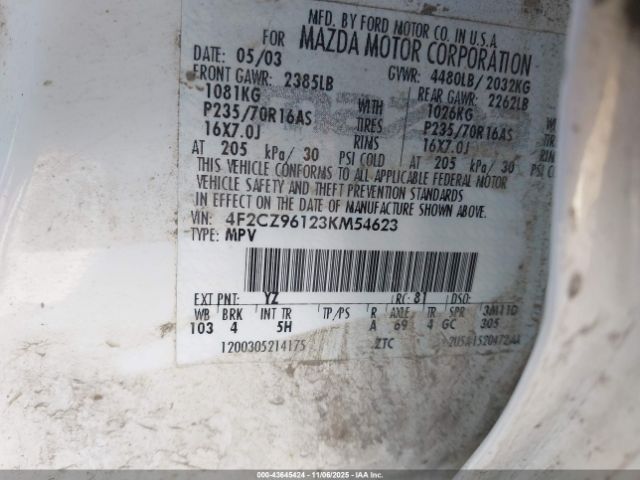 MFD. BY FORD MOTOR CO. IN U.S.A.
FOR MAZDA MOTOR CORPORATION
DATE: 05/03 GVWR: 4480LB/ 2032KG
FRONT GAWR: 2385LB REAR GAWR: 2262LB
1081KG WITH 1026KG WITH
P235/70R16AS TIRES P235/70R16AS TIRES
16X7.0J RIMS 16X7.0J RIMS
AT 205 kPa/ 30 PSI COLD AT 205 kPa/ 30 PSI COLD
THIS VEHICLE CONFORMS TO ALL APPLICABLE FEDERAL MOTOR
VEHICLE SAFETY AND THEFT PREVENTION STANDARDS
IN EFFECT ON THE DATE OF MANUFACTURE SHOWN ABOVE.
VIN: 4F2CZ96123KM54623
TYPE: MPV
EXT PNT: YZ RC: 81 DSO:
WB BRK INT TR TP/PS R AXLE TR SPR
103 4 5H A 69 4 GC 305
1200305214175 ZTC
000-43645424 - 11/06/2025 - IAA Inc.